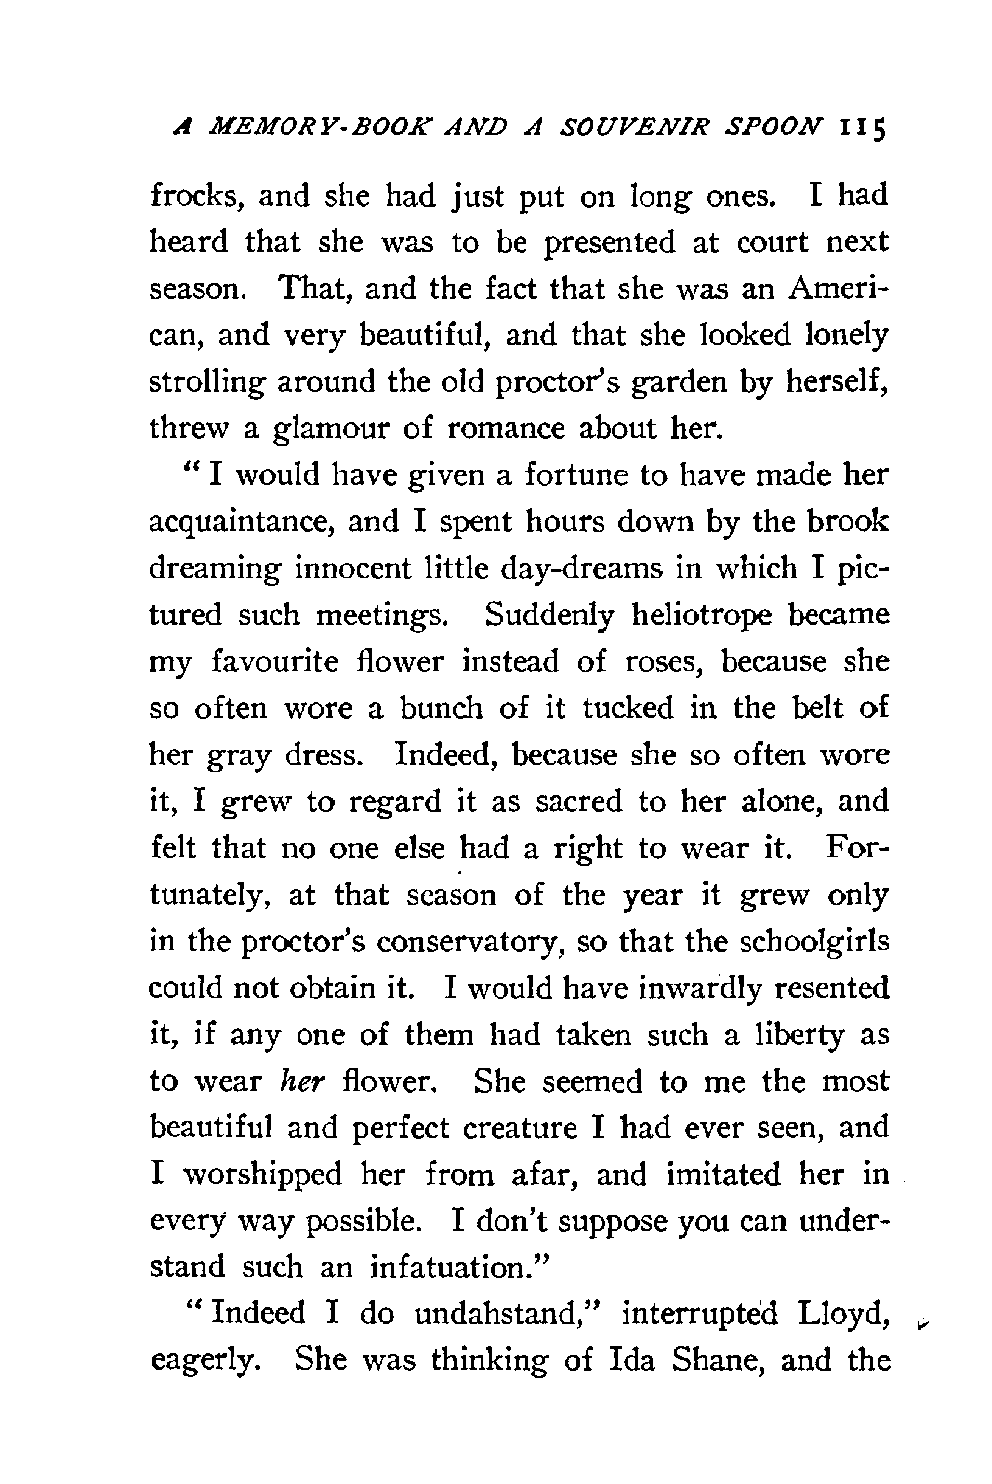 A MEMORY-BOOK AND A SOUVENIR SPOON 115
frocks, and she had just put on long ones. I had
heard that she was to be presented at court next
season. That, and the fact that she was an Ameri-
can, and very beautiful, and that she looked lonely
strolling around the old proctor's garden by herself,
threw a glamour of romance about her.
" I would have given a fortune to have made her
acquaintance, and I spent hours down by the brook
dreaming innocent little day-dreams in which I pic-
tured such meetings. Suddenly heliotrope became
my favourite flower instead of roses, because she
so often wore a bunch of it tucked in the belt of
her gray dress. Indeed, because she so often wore
it, I grew to regard it as sacred to her alone, and
felt that no one else had a right to wear it. For-
tunately, at that season of the year it grew only
in the proctor's conservatory, so that the schoolgirls
could not obtain it. I would have inwardly resented
it, if any one of them had taken such a liberty as
to wear her flower. She seemed to me the most
beautiful and perfect creature I had ever seen, and
I worshipped her from afar, and imitated her in
every way possible. I don't suppose you can under-
stand such an infatuation."
" Indeed I do undahstand," interrupted Lloyd,
eagerly. She was thinking of Ida Shane, and the